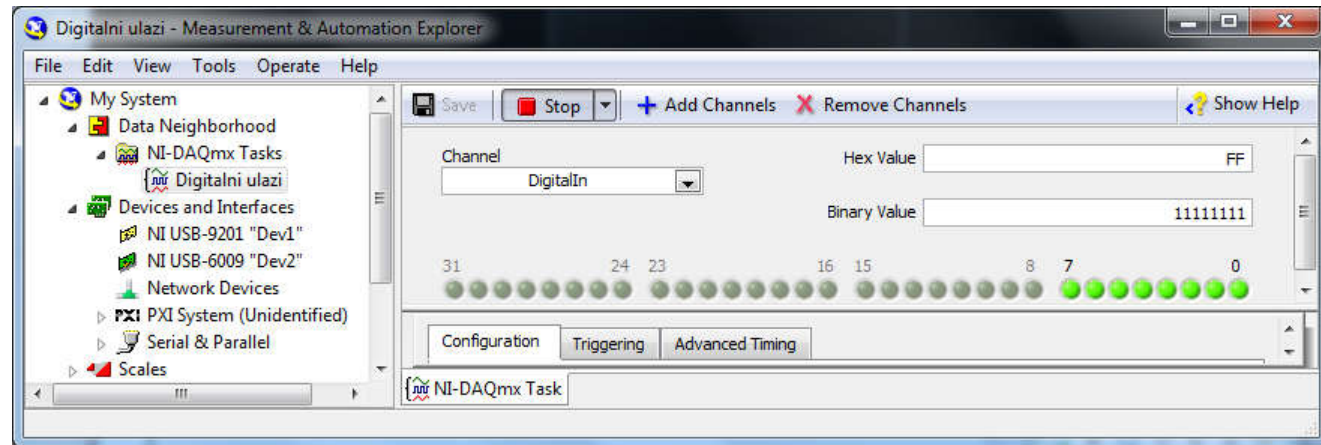 Digitalni ulazi - Measurement & Automation Explorer
File Edit View Tools Operate Help
My System
Data Neighborhood
NI-DAQmx Tasks
Digitalni ulazi
Devices and Interfaces
NI USB-9201 "Dev1"
NI USB-6009 "Dev2"
Network Devices
PXI PXI System (Unidentified)
Serial & Parallel
Scales
Save Stop Add Channels Remove Channels Show Help
Channel
DigitalIn
Hex Value FF
Binary Value 11111111
31 24 23 16 15 8 7 0
Configuration Triggering Advanced Timing
NI-DAQmx Task